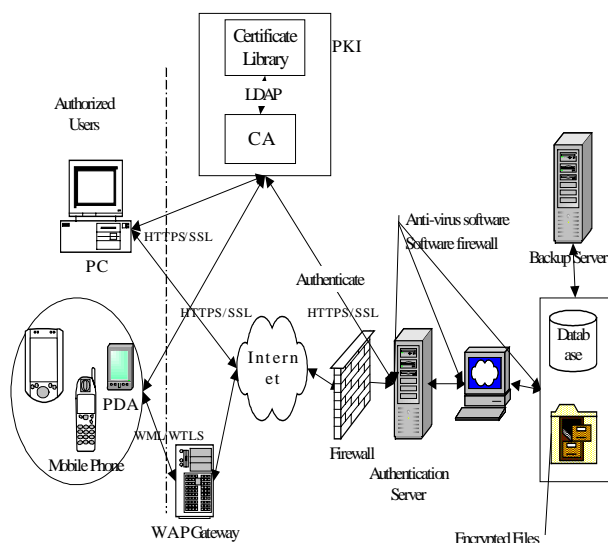 Certificate
Library
PKI
LDAP
CA
Authorized
Users
PC
HTTPS/SSL
Anti-virus software
Software firewall
Backup Server
Authenticate
HTTPS/SSL
HTTPS/SSL
Intern
et
Datab
ase
PDA
Mobile Phone
WML/WTLS
Firewall
Authentication
Server
WAP Gateway
Encrypted Files